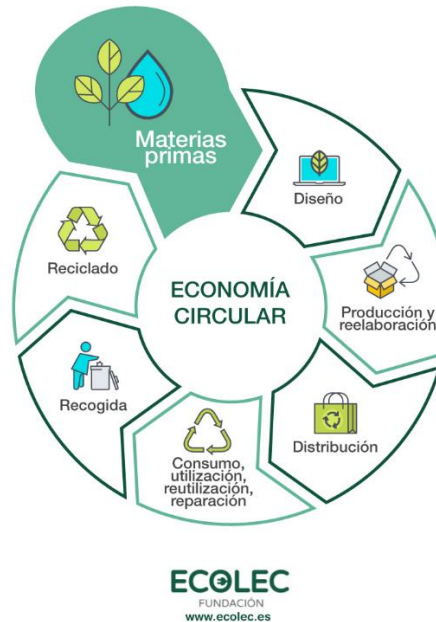 Materias
primas
Diseño
Producción y
reelaboración
Distribución
Consumo,
utilización,
reutilización,
reparación
Recogida
Reciclado
ECONOMÍA
CIRCULAR
ECOLEC
FUNDACIÓN
www.ecolec.es